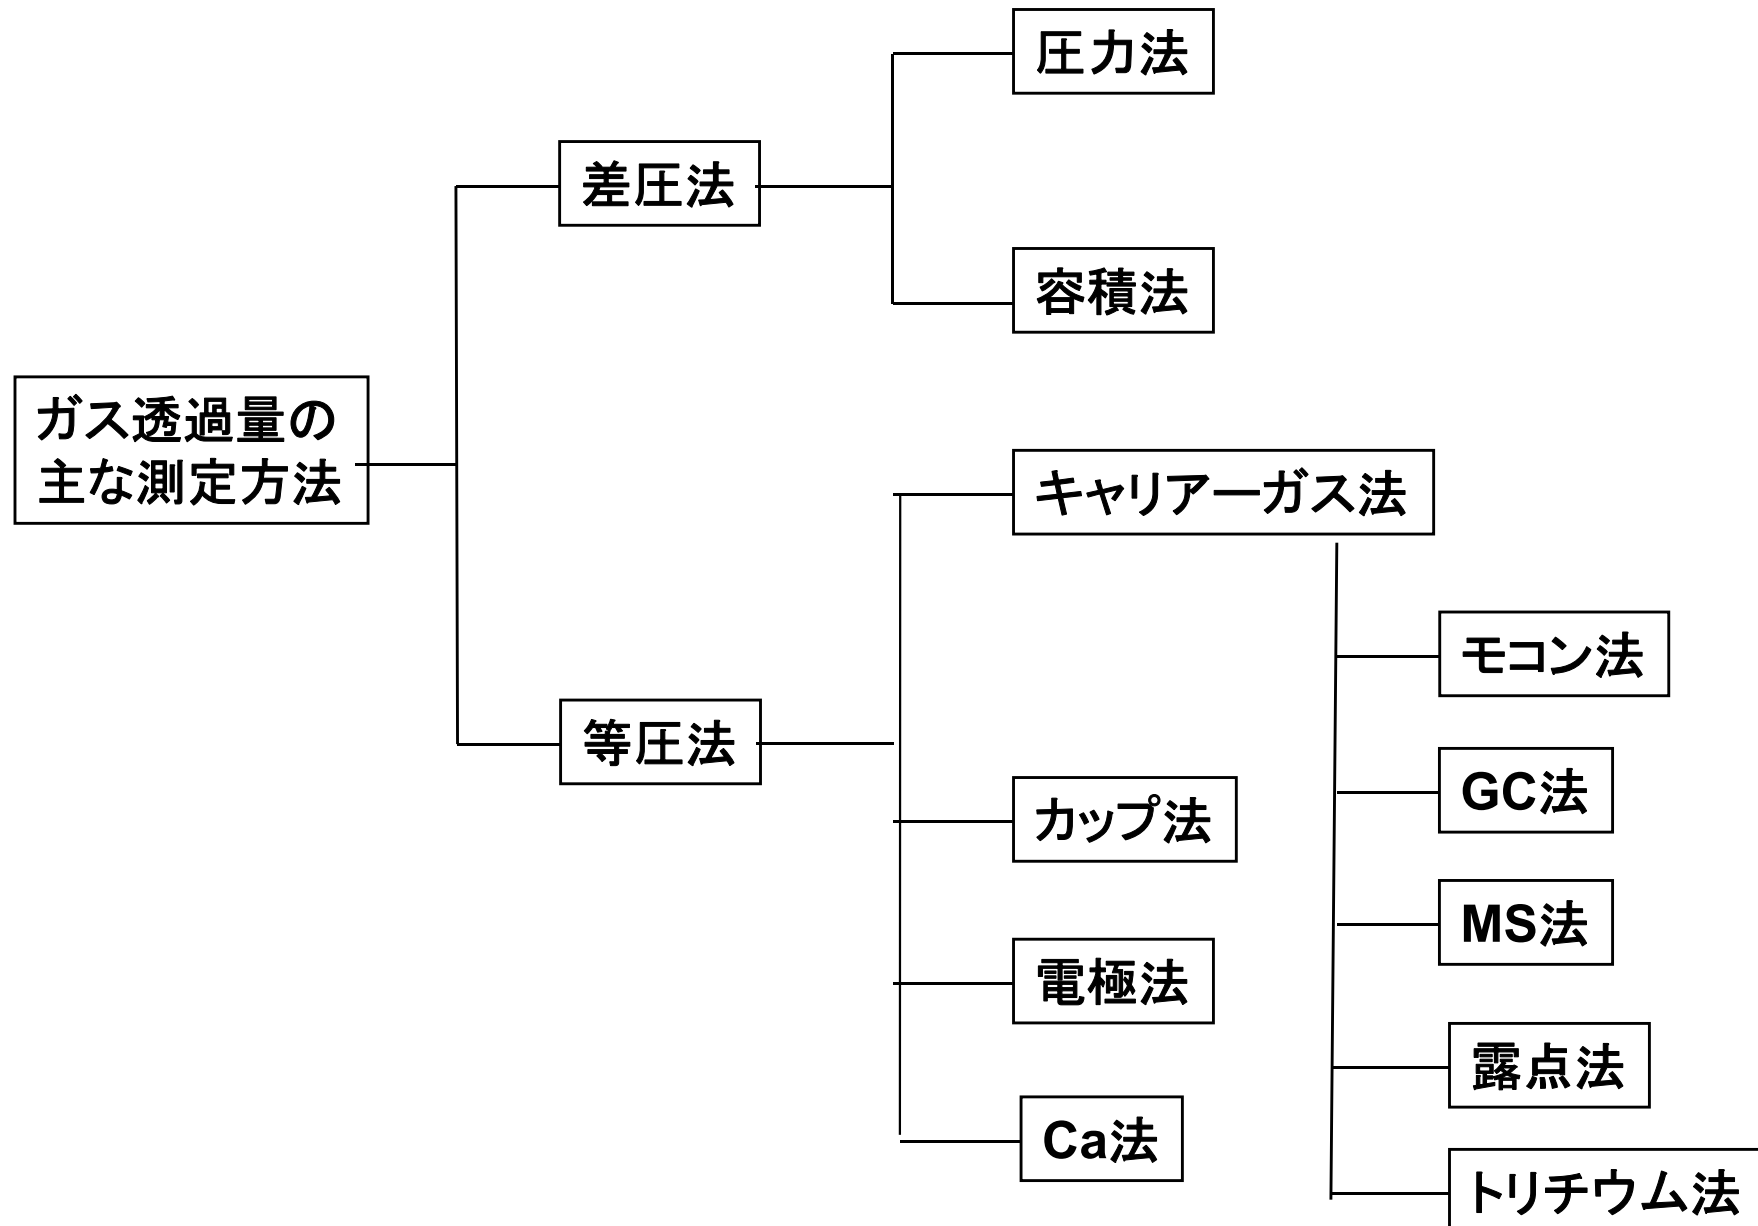 ガス透過量の
主な測定方法
差圧法
圧力法
容積法
等圧法
キャリアーガス法
モコン法
GC法
MS法
露点法
トリチウム法
カップ法
電極法
Ca法